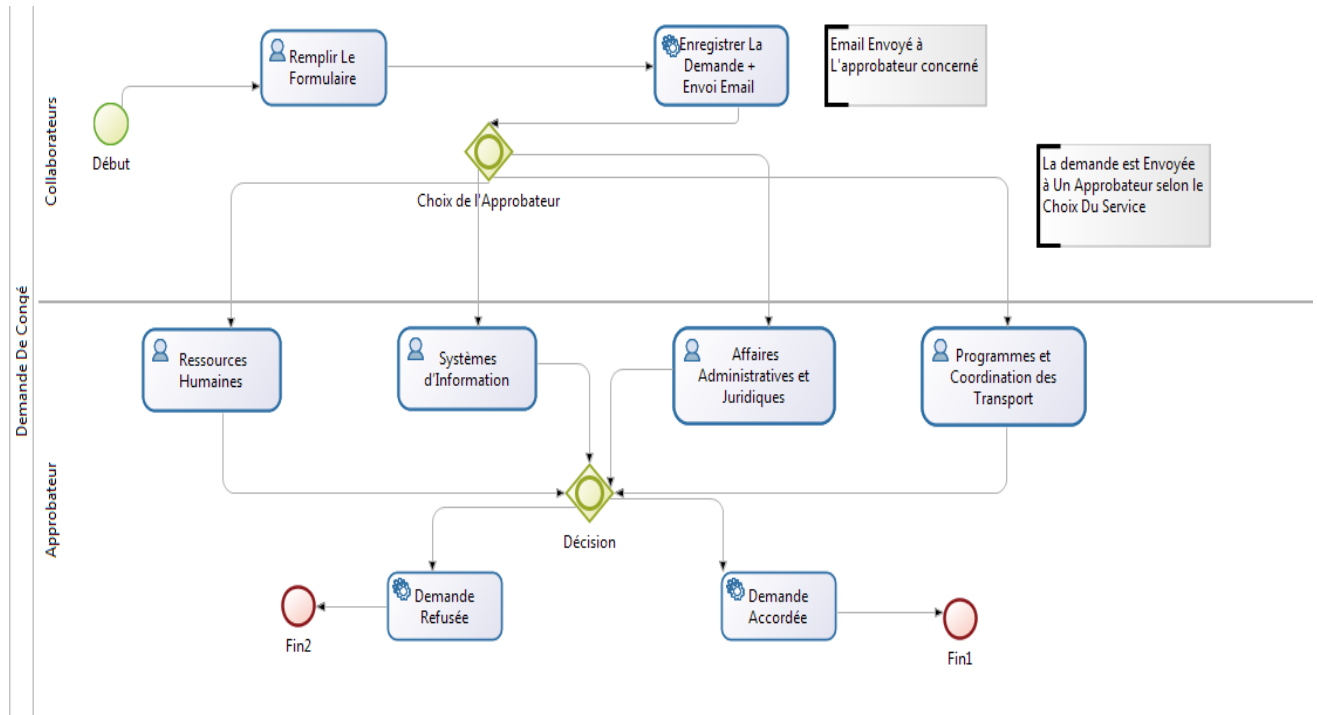 Remplir Le
Formulaire
Enregistrer La
Demande +
Envoi Email
Email Envoyé à
L'approbateur concerné
Début
Collaborateurs
Choix de l'Approbateur
La demande est Envoyée
à Un Approbateur selon le
Choix Du Service
Demande De Congé
Ressources
Humaines
Systèmes
d'Information
Affaires
Administratives et
Juridiques
Programmes et
Coordination des
Transport
Approbateur
Décision
Demande
Refusée
Demande
Accordée
Fin2
Fin1